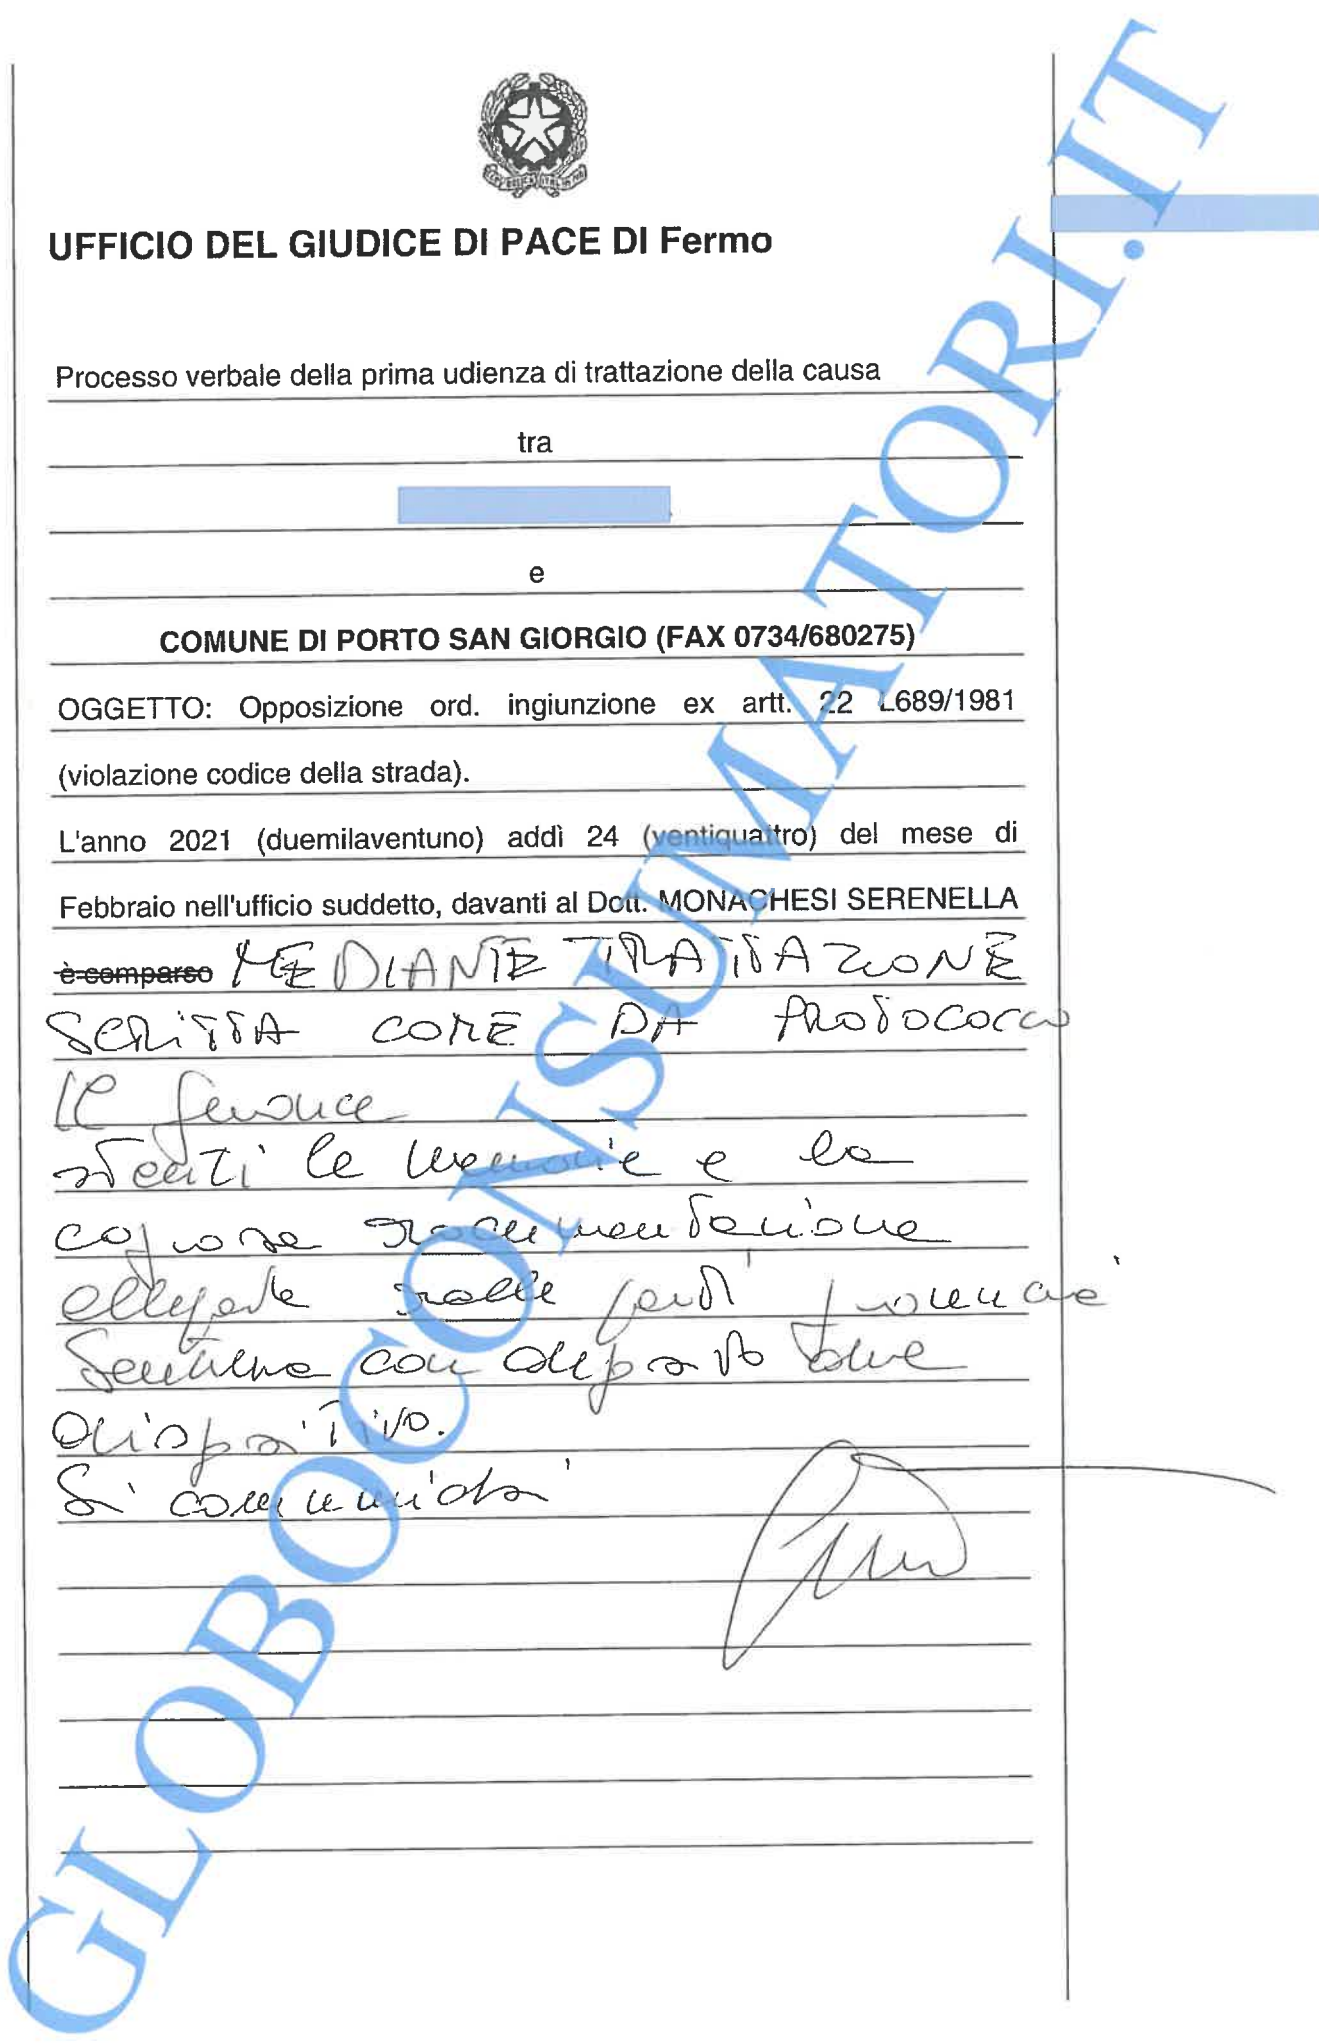 UFFICIO DEL GIUDICE DI PACE DI Fermo
Processo verbale della prima udienza di trattazione della causa
tra
e
COMUNE DI PORTO SAN GIORGIO (FAX 0734/680275)
OGGETTO: Opposizione ord. ingiunzione ex artt. 22 L689/1981
(violazione codice della strada).
L'anno 2021 (duemilaventuno) addì 24 (ventiquattro) del mese di
Febbraio nell'ufficio suddetto, davanti al Dott. MONACHESI SERENELLA
è comparso MEDIANTE TRATTAZIONE
SCRITTA COME DA PROTOCOLLO
Il Giudice
le memorie e la
copiosa documentazione
allegata dalle parti
sentenza con
dispositivo.
Si comunichi
GLOBOCONSUMATORI.IT